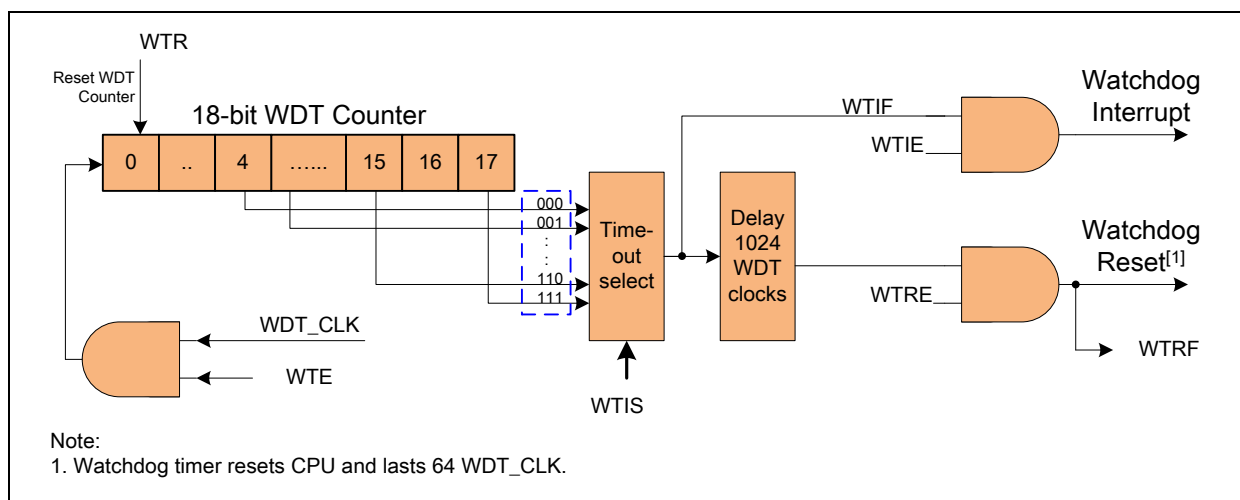 WTR
Reset WDT
Counter
18-bit WDT Counter
0 .. 4 …... 15 16 17
000
001
:
:
110
111
Time-
out
select
WTIS
Delay
1024
WDT
clocks
WTIF
WTIE
Watchdog
Interrupt
WTRE
Watchdog
Reset[1]
WTRF
WDT_CLK
WTE
Note:
1. Watchdog timer resets CPU and lasts 64 WDT_CLK.